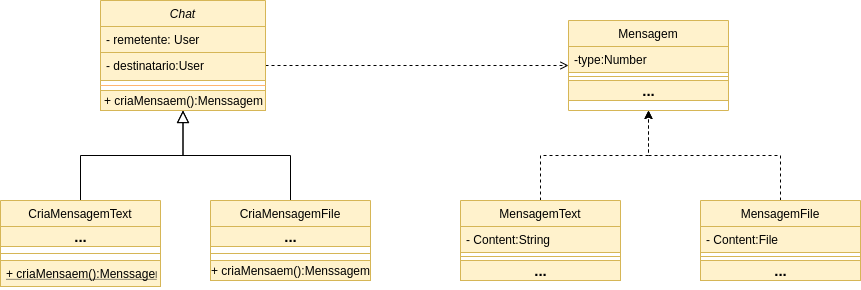 Chat
- remetente: User
- destinatario:User
+ criaMensaem():Menssagem
Mensagem
-type:Number
...
CriaMensagemText
...
+ criaMensaem():Menssagem
CriaMensagemFile
...
+ criaMensaem():Menssagem
MensagemText
- Content:String
...
MensagemFile
- Content:File
...